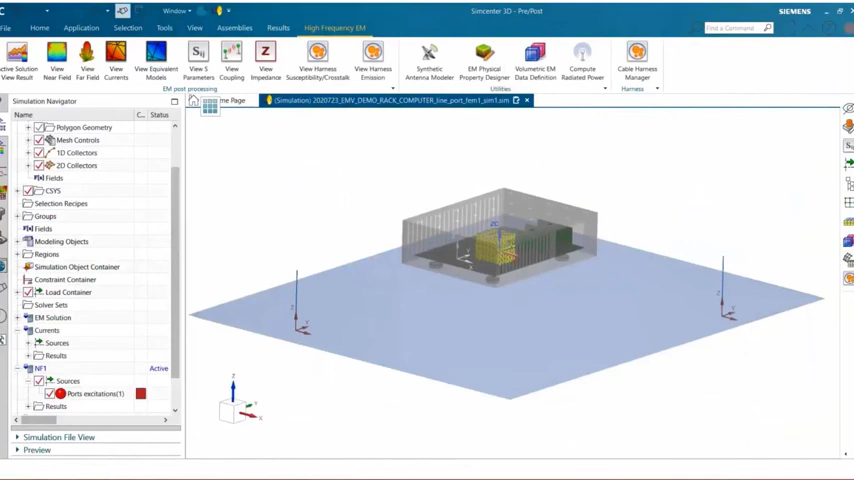 Window
Simcenter 3D - Pre/Post
SIEMENS
File Home Application Selection Tools View Assemblies Results High Frequency EM
Find a Command
Active Solution View Result
View Near Field
View Far Field
View Currents
View Equivalent Models
View S Parameters
View Coupling
View Impedance
View Harness Susceptibility/Crosstalk
View Harness Emission
Synthetic Antenna Modeler
EM Physical Property Designer
Volumetric EM Data Definition
Compute Radiated Power
Cable Harness Manager
EM post processing
Utilities
Harness
Simulation Navigator
me Page
(Simulation) 2020723_EMV_DEMO_RACK_COMPUTER_line_port_fem1_sim1.sim
Name C... Status
Polygon Geometry
Mesh Controls
1D Collectors
2D Collectors
Fields
CSYS
Selection Recipes
Groups
Fields
Modeling Objects
Regions
Simulation Object Container
Constraint Container
Load Container
Solver Sets
EM Solution
Currents
Sources
Results
NF1 Active
Sources
Ports excitations(1)
Results
Simulation File View
Preview
ZC
Z
Y
Z
Y
Z
Y
X